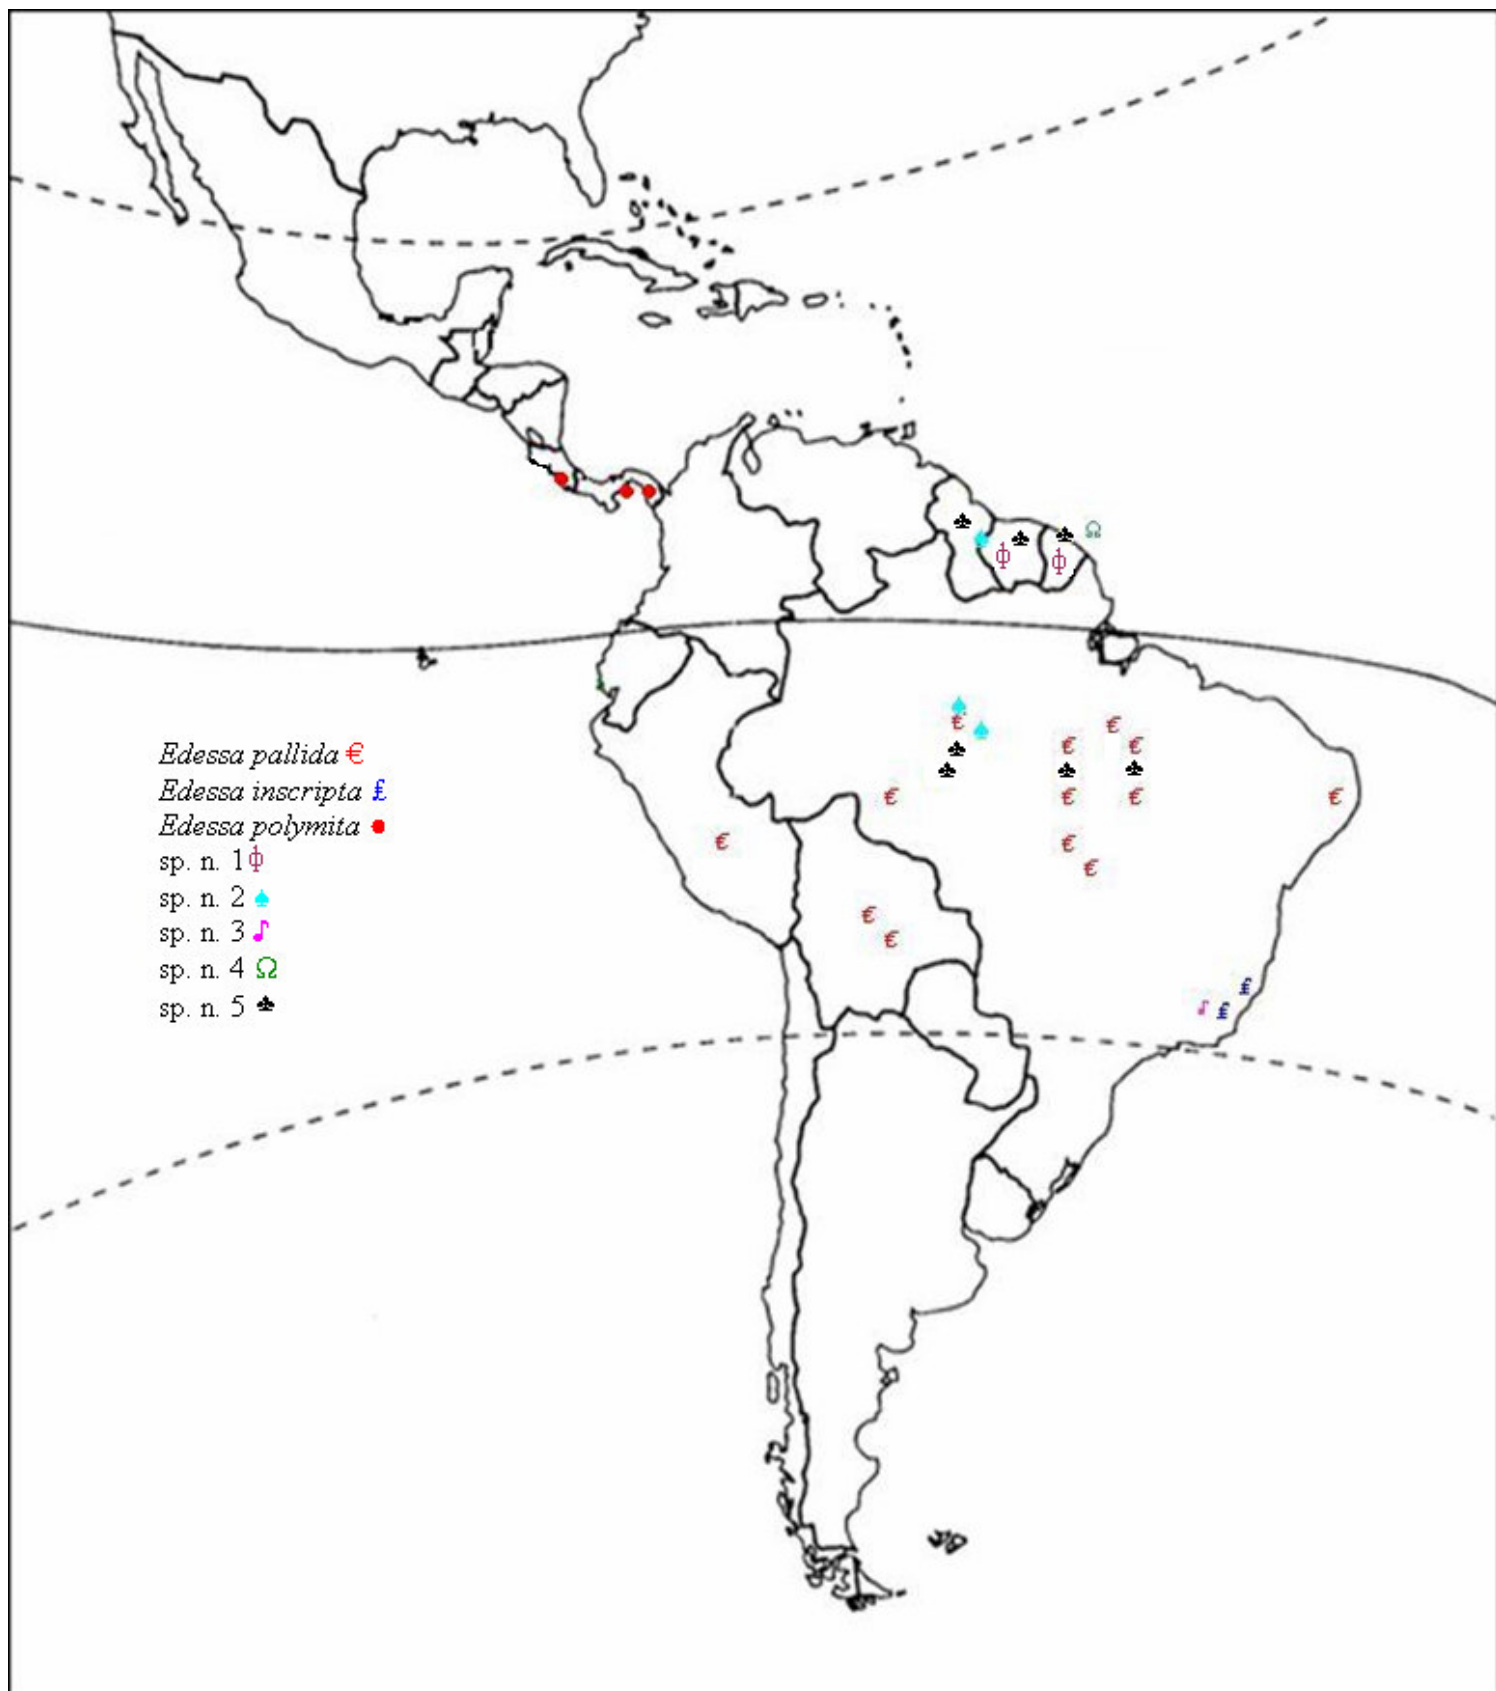 Edessa pallida €
Edessa inscripta £
Edessa polymita ●
sp. n. 1 ф
sp. n. 2 ♠
sp. n. 3 ♪
sp. n. 4 Ω
sp. n. 5 ♣